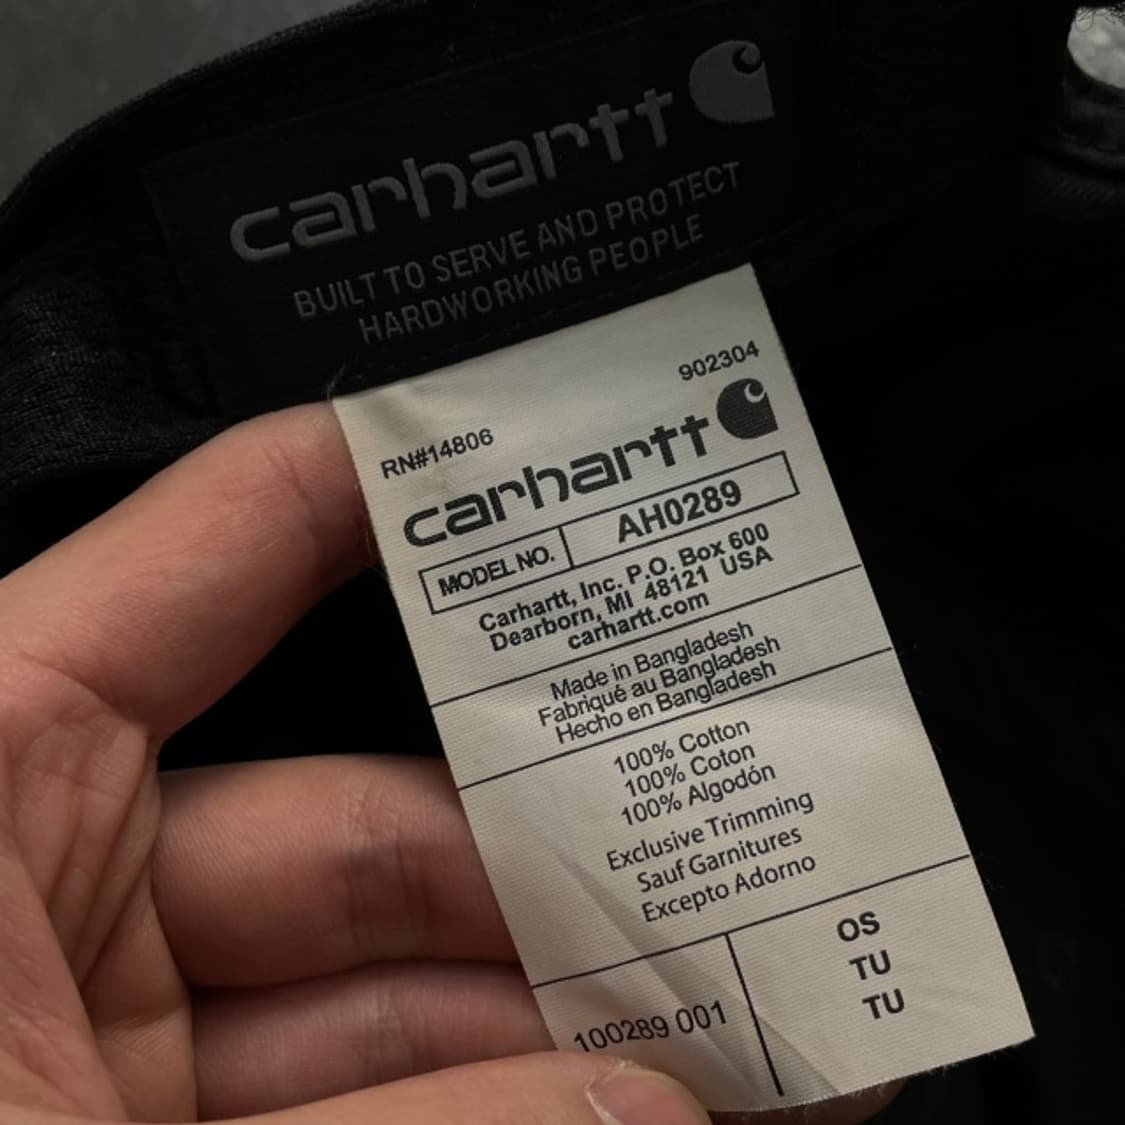 carhartt
BUILT TO SERVE AND PROTECT
HARDWORKING PEOPLE
902304
RN#14806
carhartt
MODEL NO. AH0289
Carhartt, Inc. P.O. Box 600
Dearborn, MI 48121 USA
carhartt.com
Made in Bangladesh
Fabriqué au Bangladesh
Hecho en Bangladesh
100% Cotton
100% Coton
100% Algodón
Exclusive Trimming
Sauf Garnitures
Excepto Adorno
OS
TU
TU
100289 001